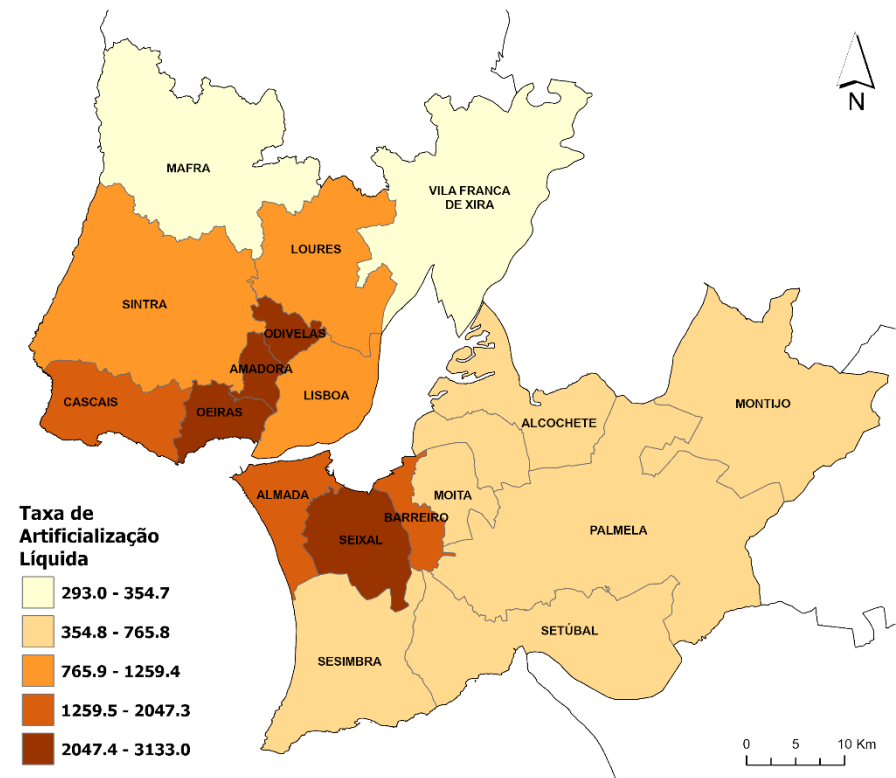 N
MAFRA
VILA FRANCA
DE XIRA
LOURES
SINTRA
ODIVELAS
AMADORA
CASCAIS
OEIRAS
LISBOA
MONTIJO
ALCOCHETE
ALMADA
MOITA
BARREIRO
SEIXAL
PALMELA
SETÚBAL
SESIMBRA
Taxa de
Artificialização
Líquida
293.0 - 354.7
354.8 - 765.8
765.9 - 1259.4
1259.5 - 2047.3
2047.4 - 3133.0
0 5 10 Km